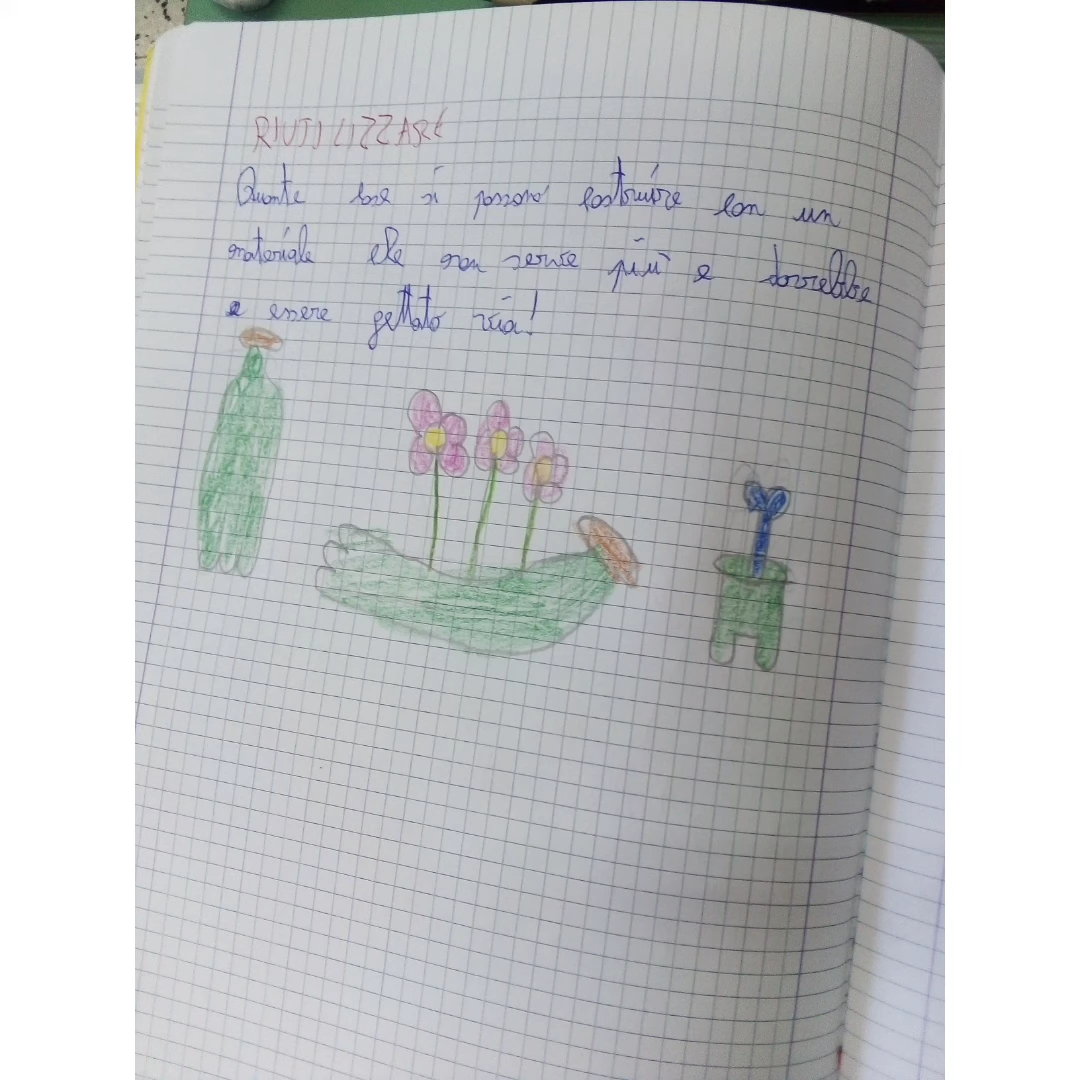 RIUTILIZZARE
Quante cose si possono costruire con un
materiale che non serve più e dovrebbe
e essere gettato via!